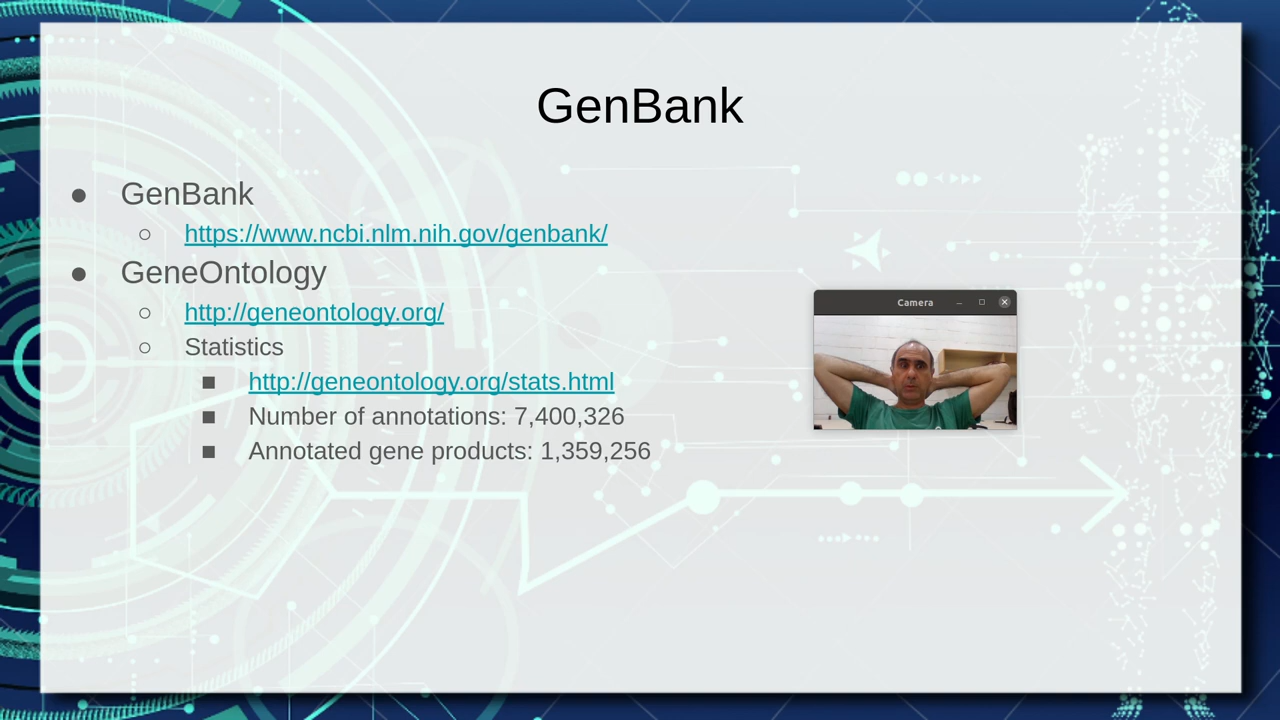 GenBank
GenBank
https://www.ncbi.nlm.nih.gov/genbank/
GeneOntology
http://geneontology.org/
Statistics
http://geneontology.org/stats.html
Number of annotations: 7,400,326
Annotated gene products: 1,359,256
Camera